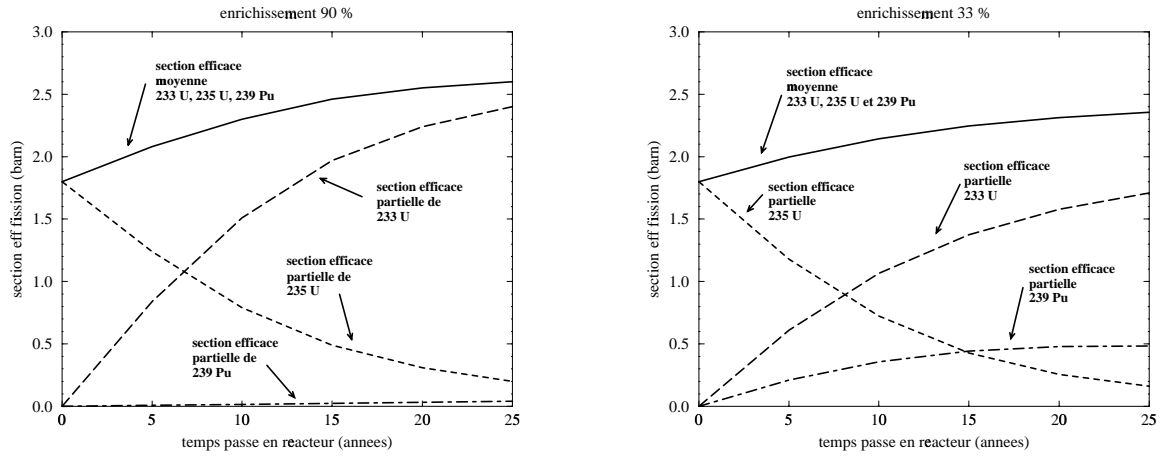 enrichissement 90 %
3.0
2.5
2.0
1.5
1.0
0.5
0.0
section eff fission (barn)
section efficace
moyenne
233 U, 235 U, 239 Pu
section efficace
partielle de
233 U
section efficace
partielle de
235 U
section efficace
partielle de
239 Pu
0 5 10 15 20 25
temps passe en reacteur (annees)
enrichissement 33 %
3.0
2.5
2.0
1.5
1.0
0.5
0.0
section eff fission (barn)
section efficace
moyenne
233 U, 235 U et 239 Pu
section efficace
partielle
235 U
section efficace
partielle
233 U
section efficace
partielle
239 Pu
0 5 10 15 20 25
temps passe en reacteur (annees)